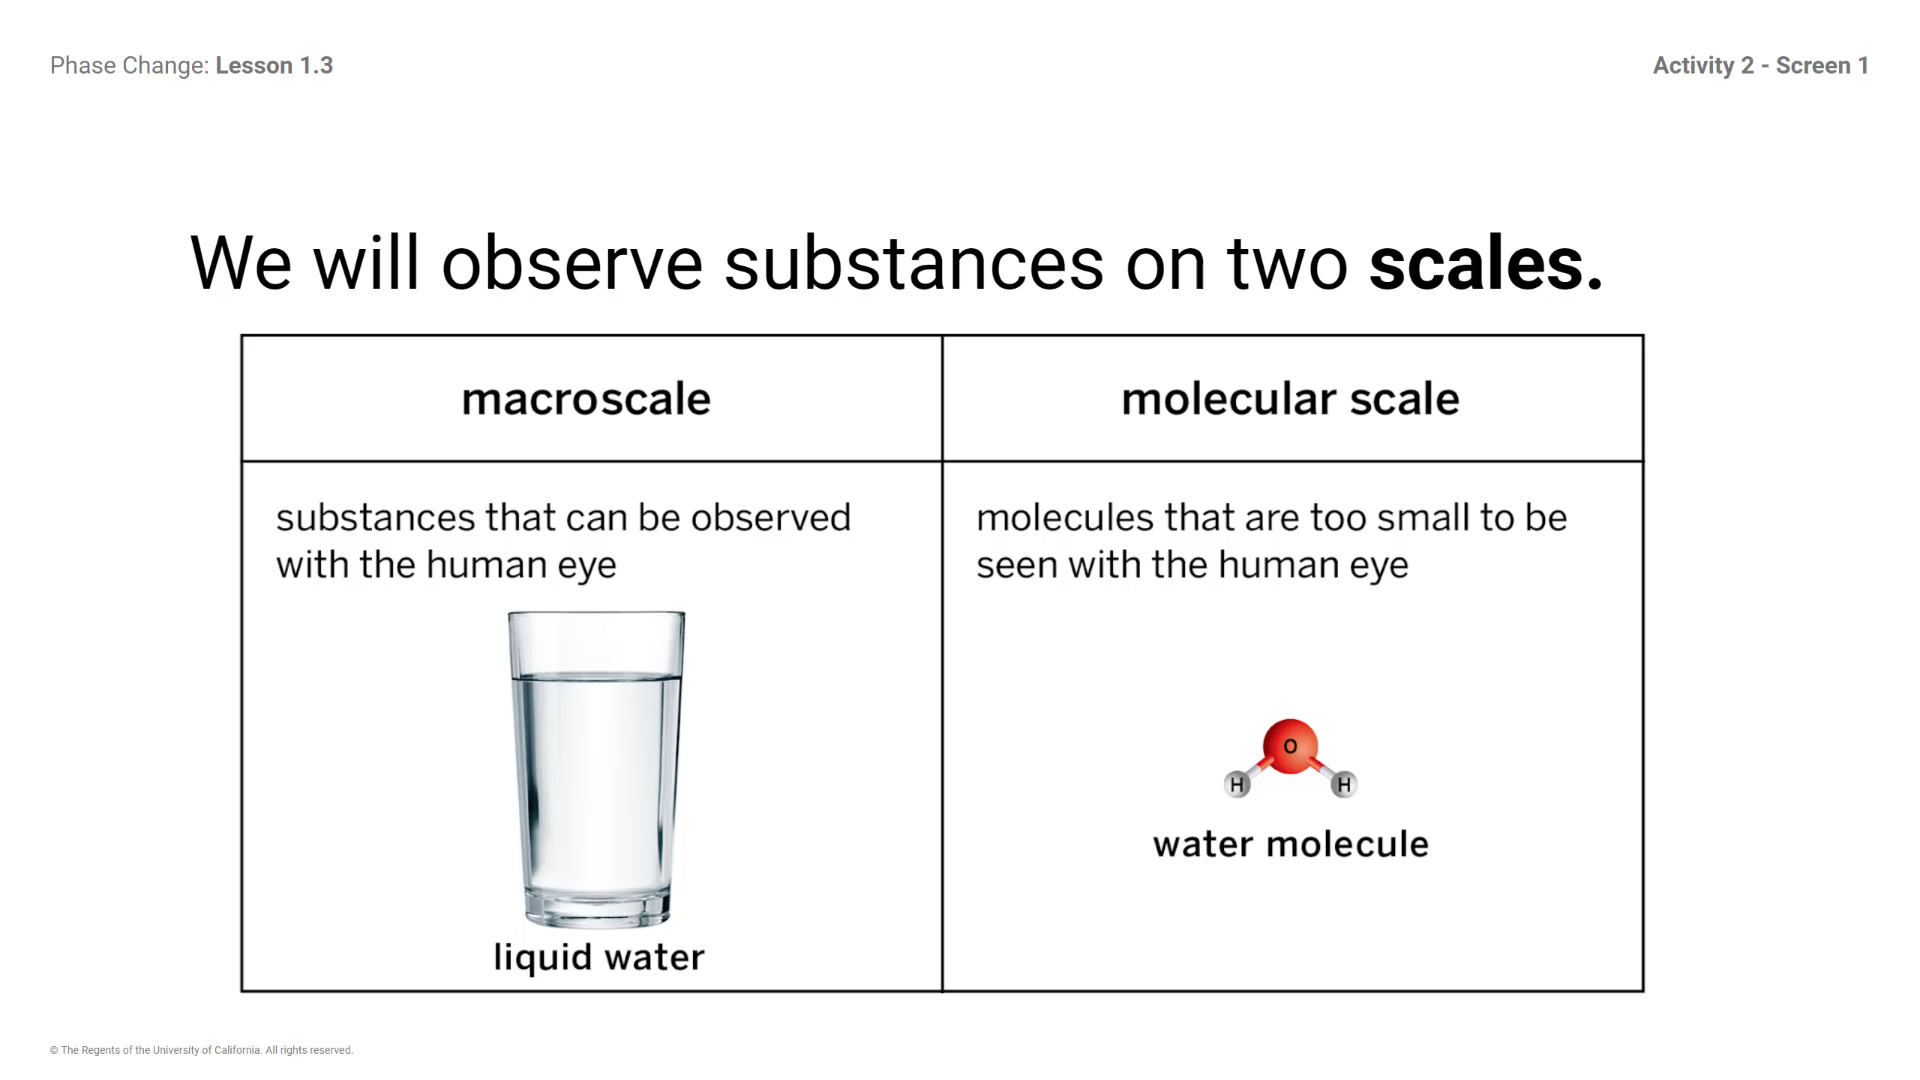 Phase Change: Lesson 1.3
Activity 2 - Screen 1
We will observe substances on two scales.
macroscale
molecular scale
substances that can be observed
with the human eye
molecules that are too small to be
seen with the human eye
O
H
H
water molecule
liquid water
© The Regents of the University of California. All rights reserved.